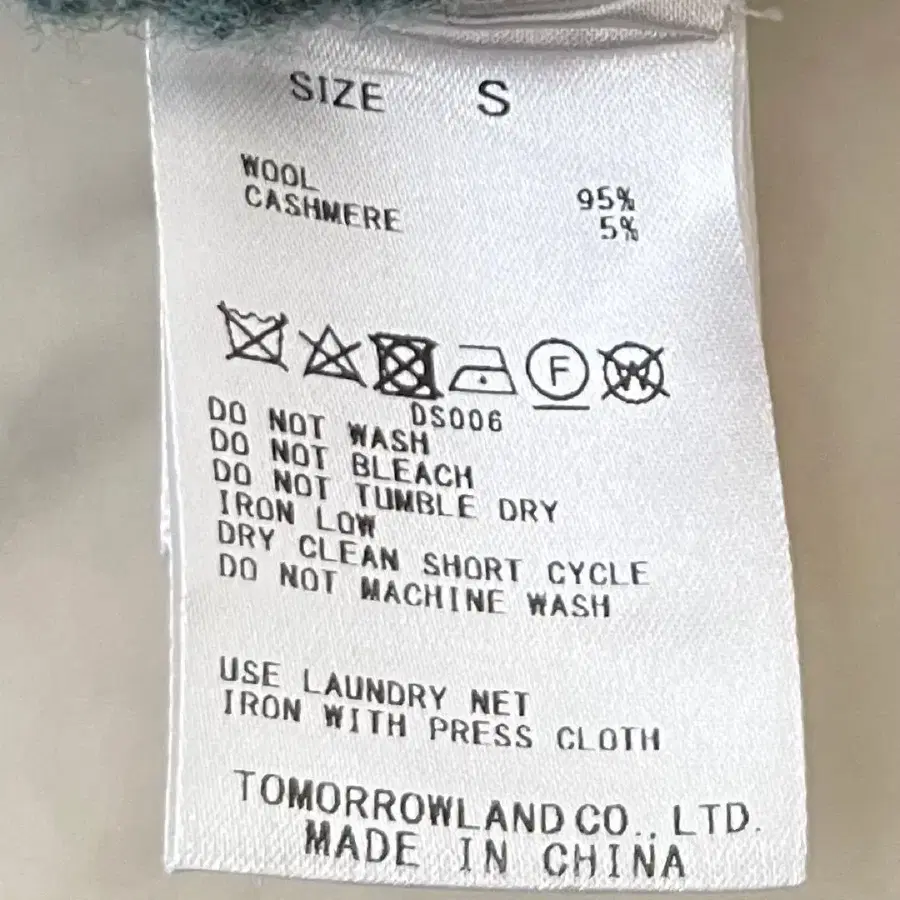 SIZE S
WOOL 95%
CASHMERE 5%
F W
DS006
DO NOT WASH
DO NOT BLEACH
DO NOT TUMBLE DRY
IRON LOW
DRY CLEAN SHORT CYCLE
DO NOT MACHINE WASH
USE LAUNDRY NET
IRON WITH PRESS CLOTH
TOMORROWLAND CO., LTD.
MADE IN CHINA